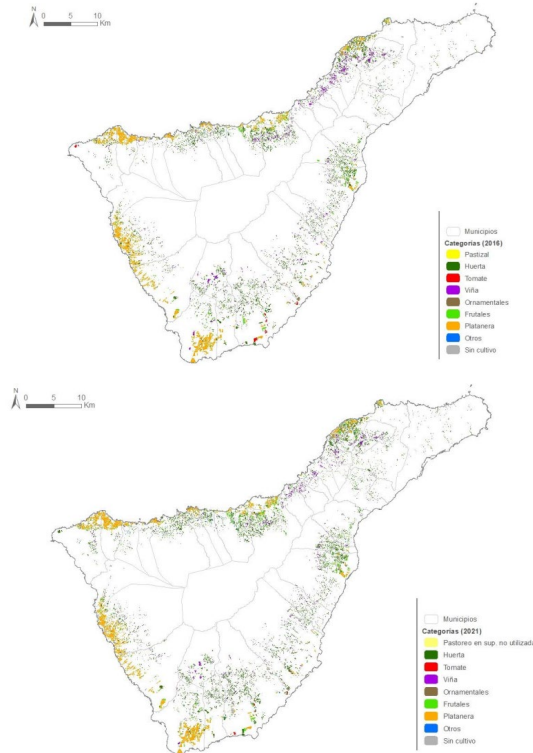 N
0 5 10
Km
Municipios
Categorías (2016)
Pastizal
Huerta
Tomate
Viña
Ornamentales
Frutales
Platanera
Otros
Sin cultivo
N
0 5 10
Km
Municipios
Categorías (2021)
Pastoreo en sup. no utilizada
Huerta
Tomate
Viña
Ornamentales
Frutales
Platanera
Otros
Sin cultivo